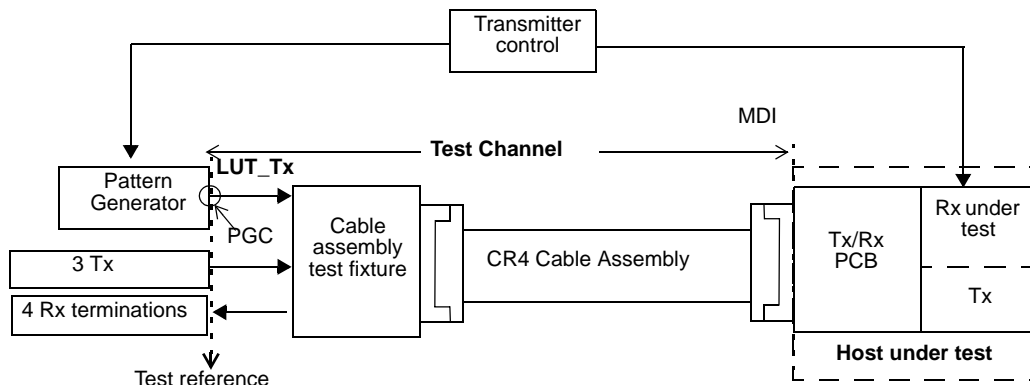 Transmitter
control
MDI
Test Channel
LUT_Tx
Pattern
Generator
PGC
Cable
assembly
test fixture
CR4 Cable Assembly
Tx/Rx
PCB
Rx under
test
Tx
3 Tx
4 Rx terminations
Host under test
Test reference